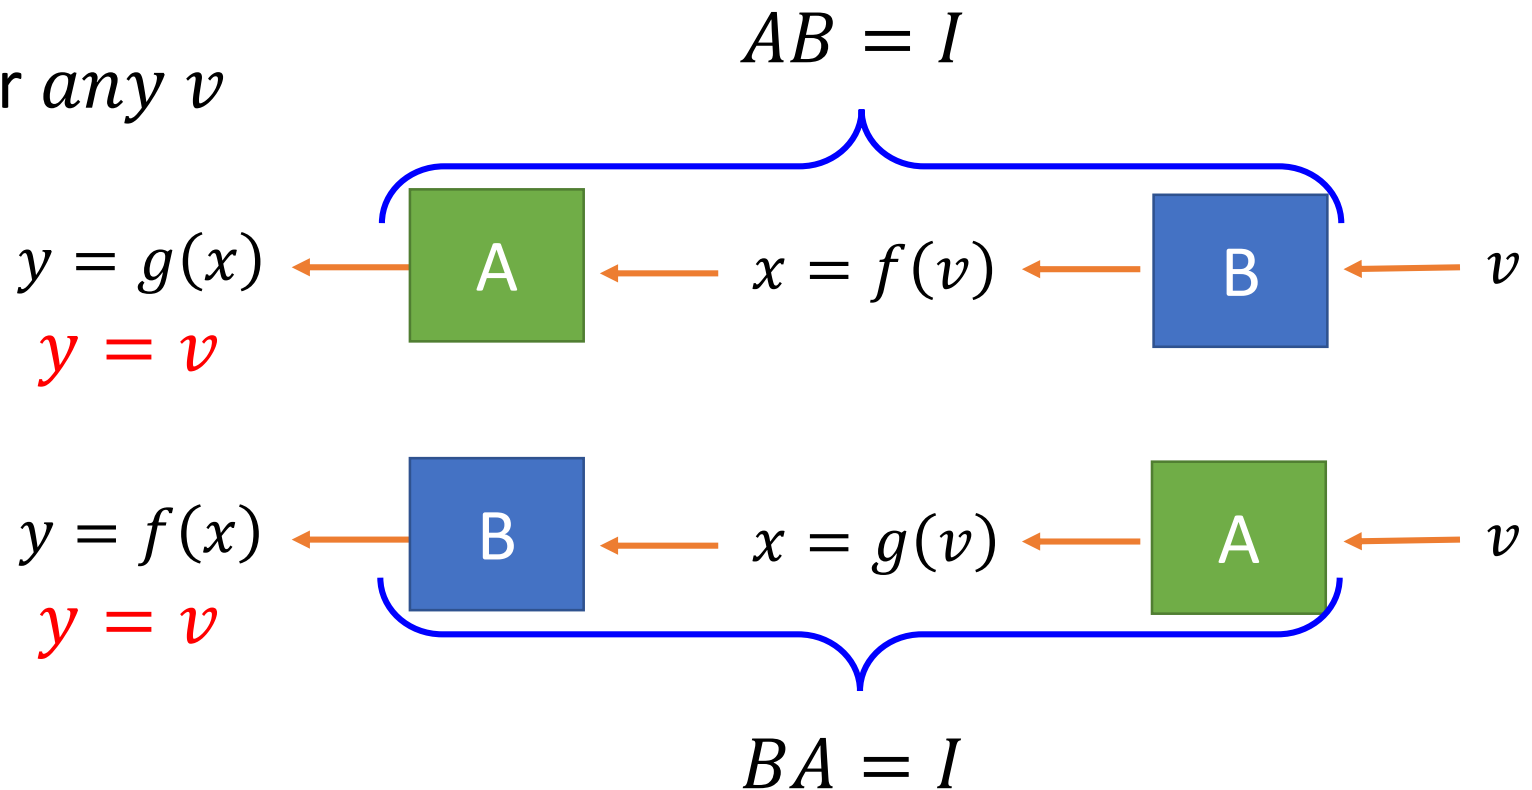 AB = I
r any v
y = g(x) A x = f(v) B v
y = v
y = f(x) B x = g(v) A v
y = v
BA = I